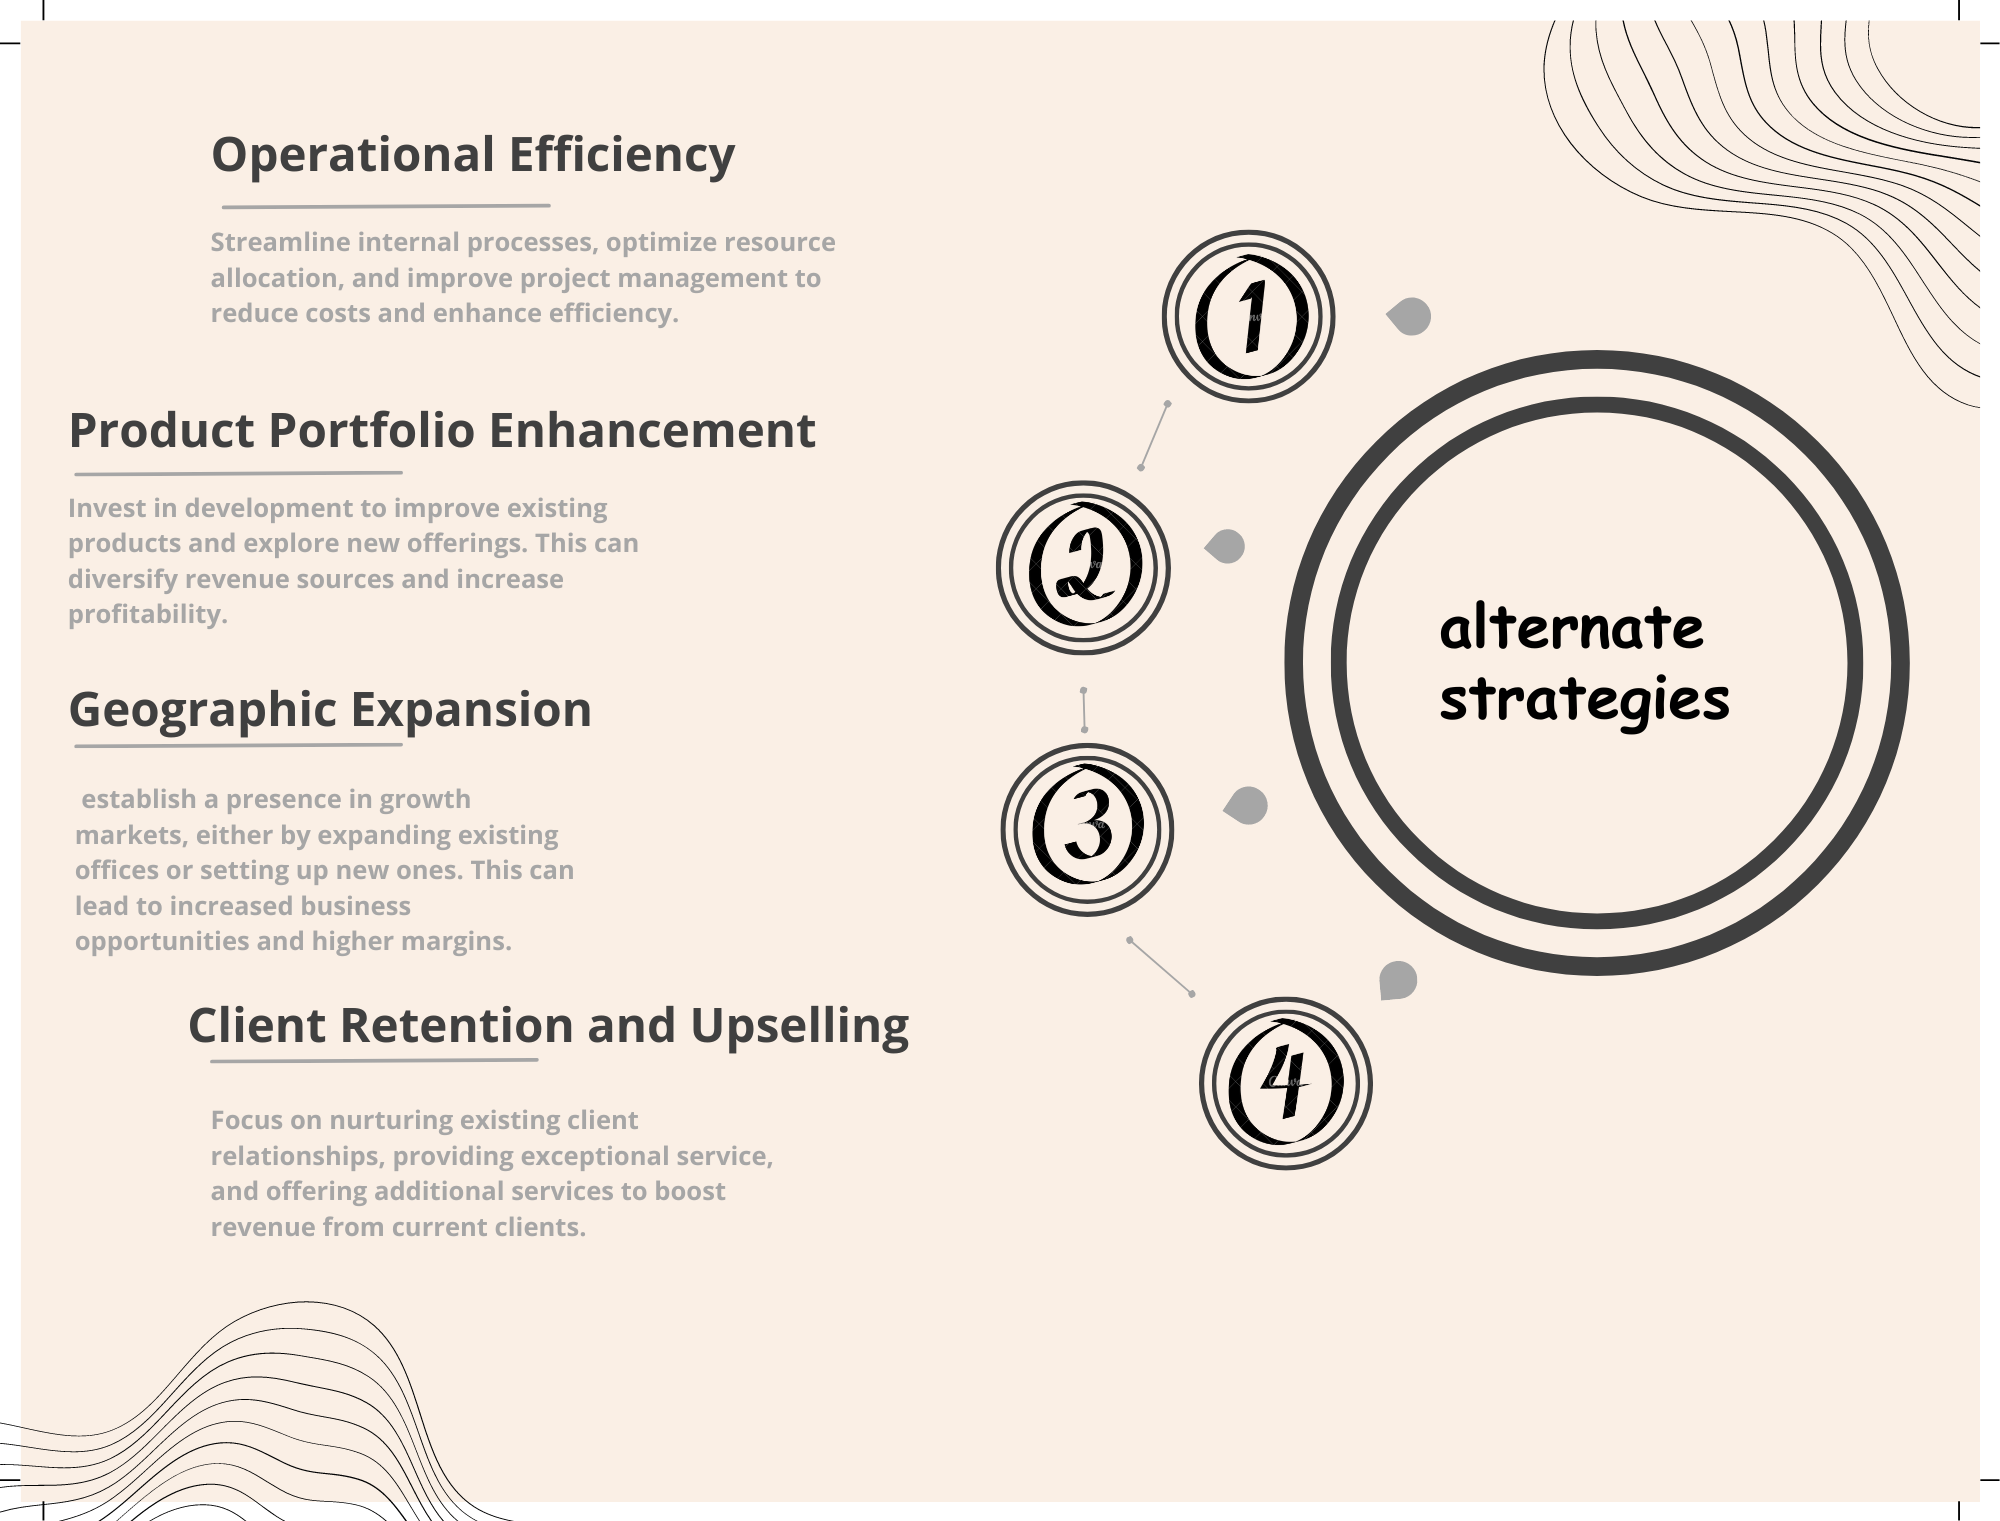 Operational Efficiency
Streamline internal processes, optimize resource
allocation, and improve project management to
reduce costs and enhance efficiency.
Product Portfolio Enhancement
Invest in development to improve existing
products and explore new offerings. This can
diversify revenue sources and increase
profitability.
Geographic Expansion
establish a presence in growth
markets, either by expanding existing
offices or setting up new ones. This can
lead to increased business
opportunities and higher margins.
Client Retention and Upselling
Focus on nurturing existing client
relationships, providing exceptional service,
and offering additional services to boost
revenue from current clients.
1
2
3
4
alternate
strategies